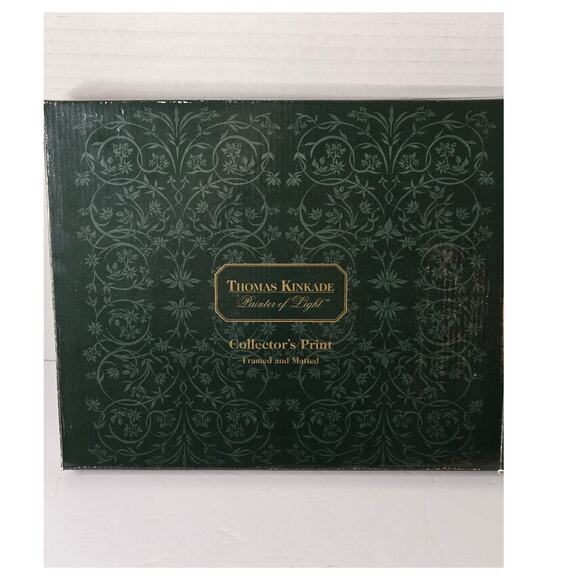 THOMAS KINKADE
Painter of Light™
Collector's Print
Framed and Matted